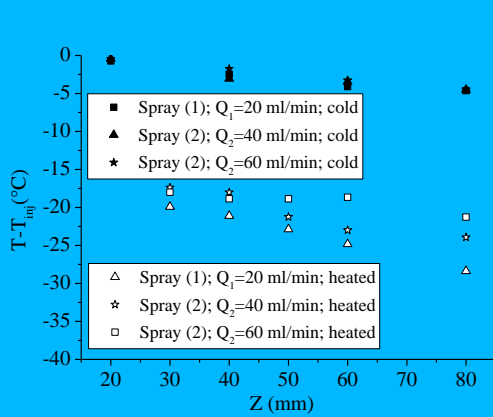 0
-5
-10
-15
-20
-25
-30
-35
-40
T-T_inj(°C)
Spray (1); Q₁=20 ml/min; cold
Spray (2); Q₂=40 ml/min; cold
Spray (2); Q₂=60 ml/min; cold
Spray (1); Q₁=20 ml/min; heated
Spray (2); Q₂=40 ml/min; heated
Spray (2); Q₂=60 ml/min; heated
20 30 40 50 60 70 80
Z (mm)